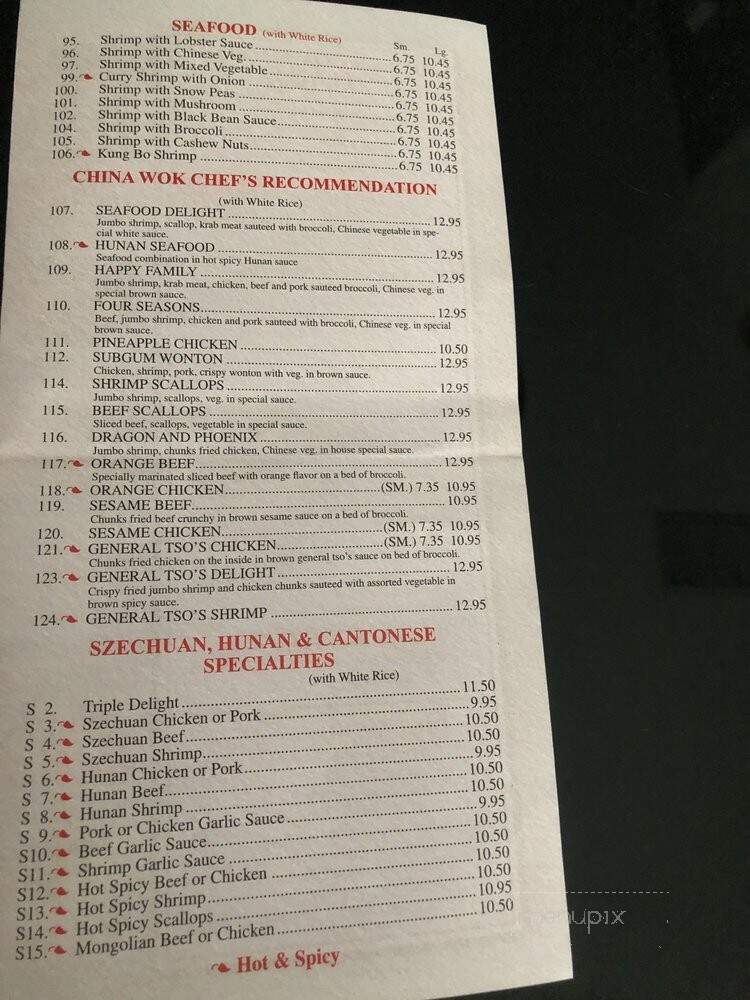 SEAFOOD (with White Rice)
Sm. Lg.
95. Shrimp with Lobster Sauce 6.75 10.45
96. Shrimp with Chinese Veg. 6.75 10.45
97. Shrimp with Mixed Vegetable 6.75 10.45
99. Curry Shrimp with Onion 6.75 10.45
100. Shrimp with Snow Peas 6.75 10.45
101. Shrimp with Mushroom 6.75 10.45
102. Shrimp with Black Bean Sauce 6.75 10.45
104. Shrimp with Broccoli 6.75 10.45
105. Shrimp with Cashew Nuts 6.75 10.45
106. Kung Bo Shrimp 6.75 10.45
CHINA WOK CHEF'S RECOMMENDATION
(with White Rice)
107. SEAFOOD DELIGHT 12.95
Jumbo shrimp, scallop, krab meat sauteed with broccoli, Chinese vegetable in spe-
cial white sauce.
108. HUNAN SEAFOOD 12.95
Seafood combination in hot spicy Hunan sauce
109. HAPPY FAMILY 12.95
Jumbo shrimp, krab meat, chicken, beef and pork sauteed broccoli, Chinese veg. in
special brown sauce.
110. FOUR SEASONS 12.95
Beef, jumbo shrimp, chicken and pork sauteed with broccoli, Chinese veg. in special
brown sauce.
111. PINEAPPLE CHICKEN 10.50
112. SUBGUM WONTON 12.95
Chicken, shrimp, pork, crispy wonton with veg. in brown sauce.
114. SHRIMP SCALLOPS 12.95
Jumbo shrimp, scallops, veg. in special sauce.
115. BEEF SCALLOPS 12.95
Sliced beef, scallops, vegetable in special sauce.
116. DRAGON AND PHOENIX 12.95
Jumbo shrimp, chunks fried chicken, Chinese veg. in house special sauce.
117. ORANGE BEEF 12.95
Specially marinated sliced beef with orange flavor on a bed of broccoli.
118. ORANGE CHICKEN (SM.) 7.35 10.95
119. SESAME BEEF 10.95
Chunks fried beef crunchy in brown sesame sauce on a bed of broccoli.
120. SESAME CHICKEN (SM.) 7.35 10.95
121. GENERAL TSO'S CHICKEN (SM.) 7.35 10.95
Chunks fried chicken on the inside in brown general tso's sauce on bed of broccoli.
123. GENERAL TSO'S DELIGHT 12.95
Crispy fried jumbo shrimp and chicken chunks sauteed with assorted vegetable in
brown spicy sauce.
124. GENERAL TSO'S SHRIMP 12.95
SZECHUAN, HUNAN & CANTONESE
SPECIALTIES
(with White Rice)
S 2. Triple Delight 11.50
S 3. Szechuan Chicken or Pork 9.95
S 4. Szechuan Beef 10.50
S 5. Szechuan Shrimp 10.50
S 6. Hunan Chicken or Pork 9.95
S 7. Hunan Beef 10.50
S 8. Hunan Shrimp 10.50
S 9. Pork or Chicken Garlic Sauce 9.95
S10. Beef Garlic Sauce 10.50
S11. Shrimp Garlic Sauce 10.50
S12. Hot Spicy Beef or Chicken 10.50
S13. Hot Spicy Shrimp 10.50
S14. Hot Spicy Scallops 10.95
S15. Mongolian Beef or Chicken 10.50
Hot & Spicy